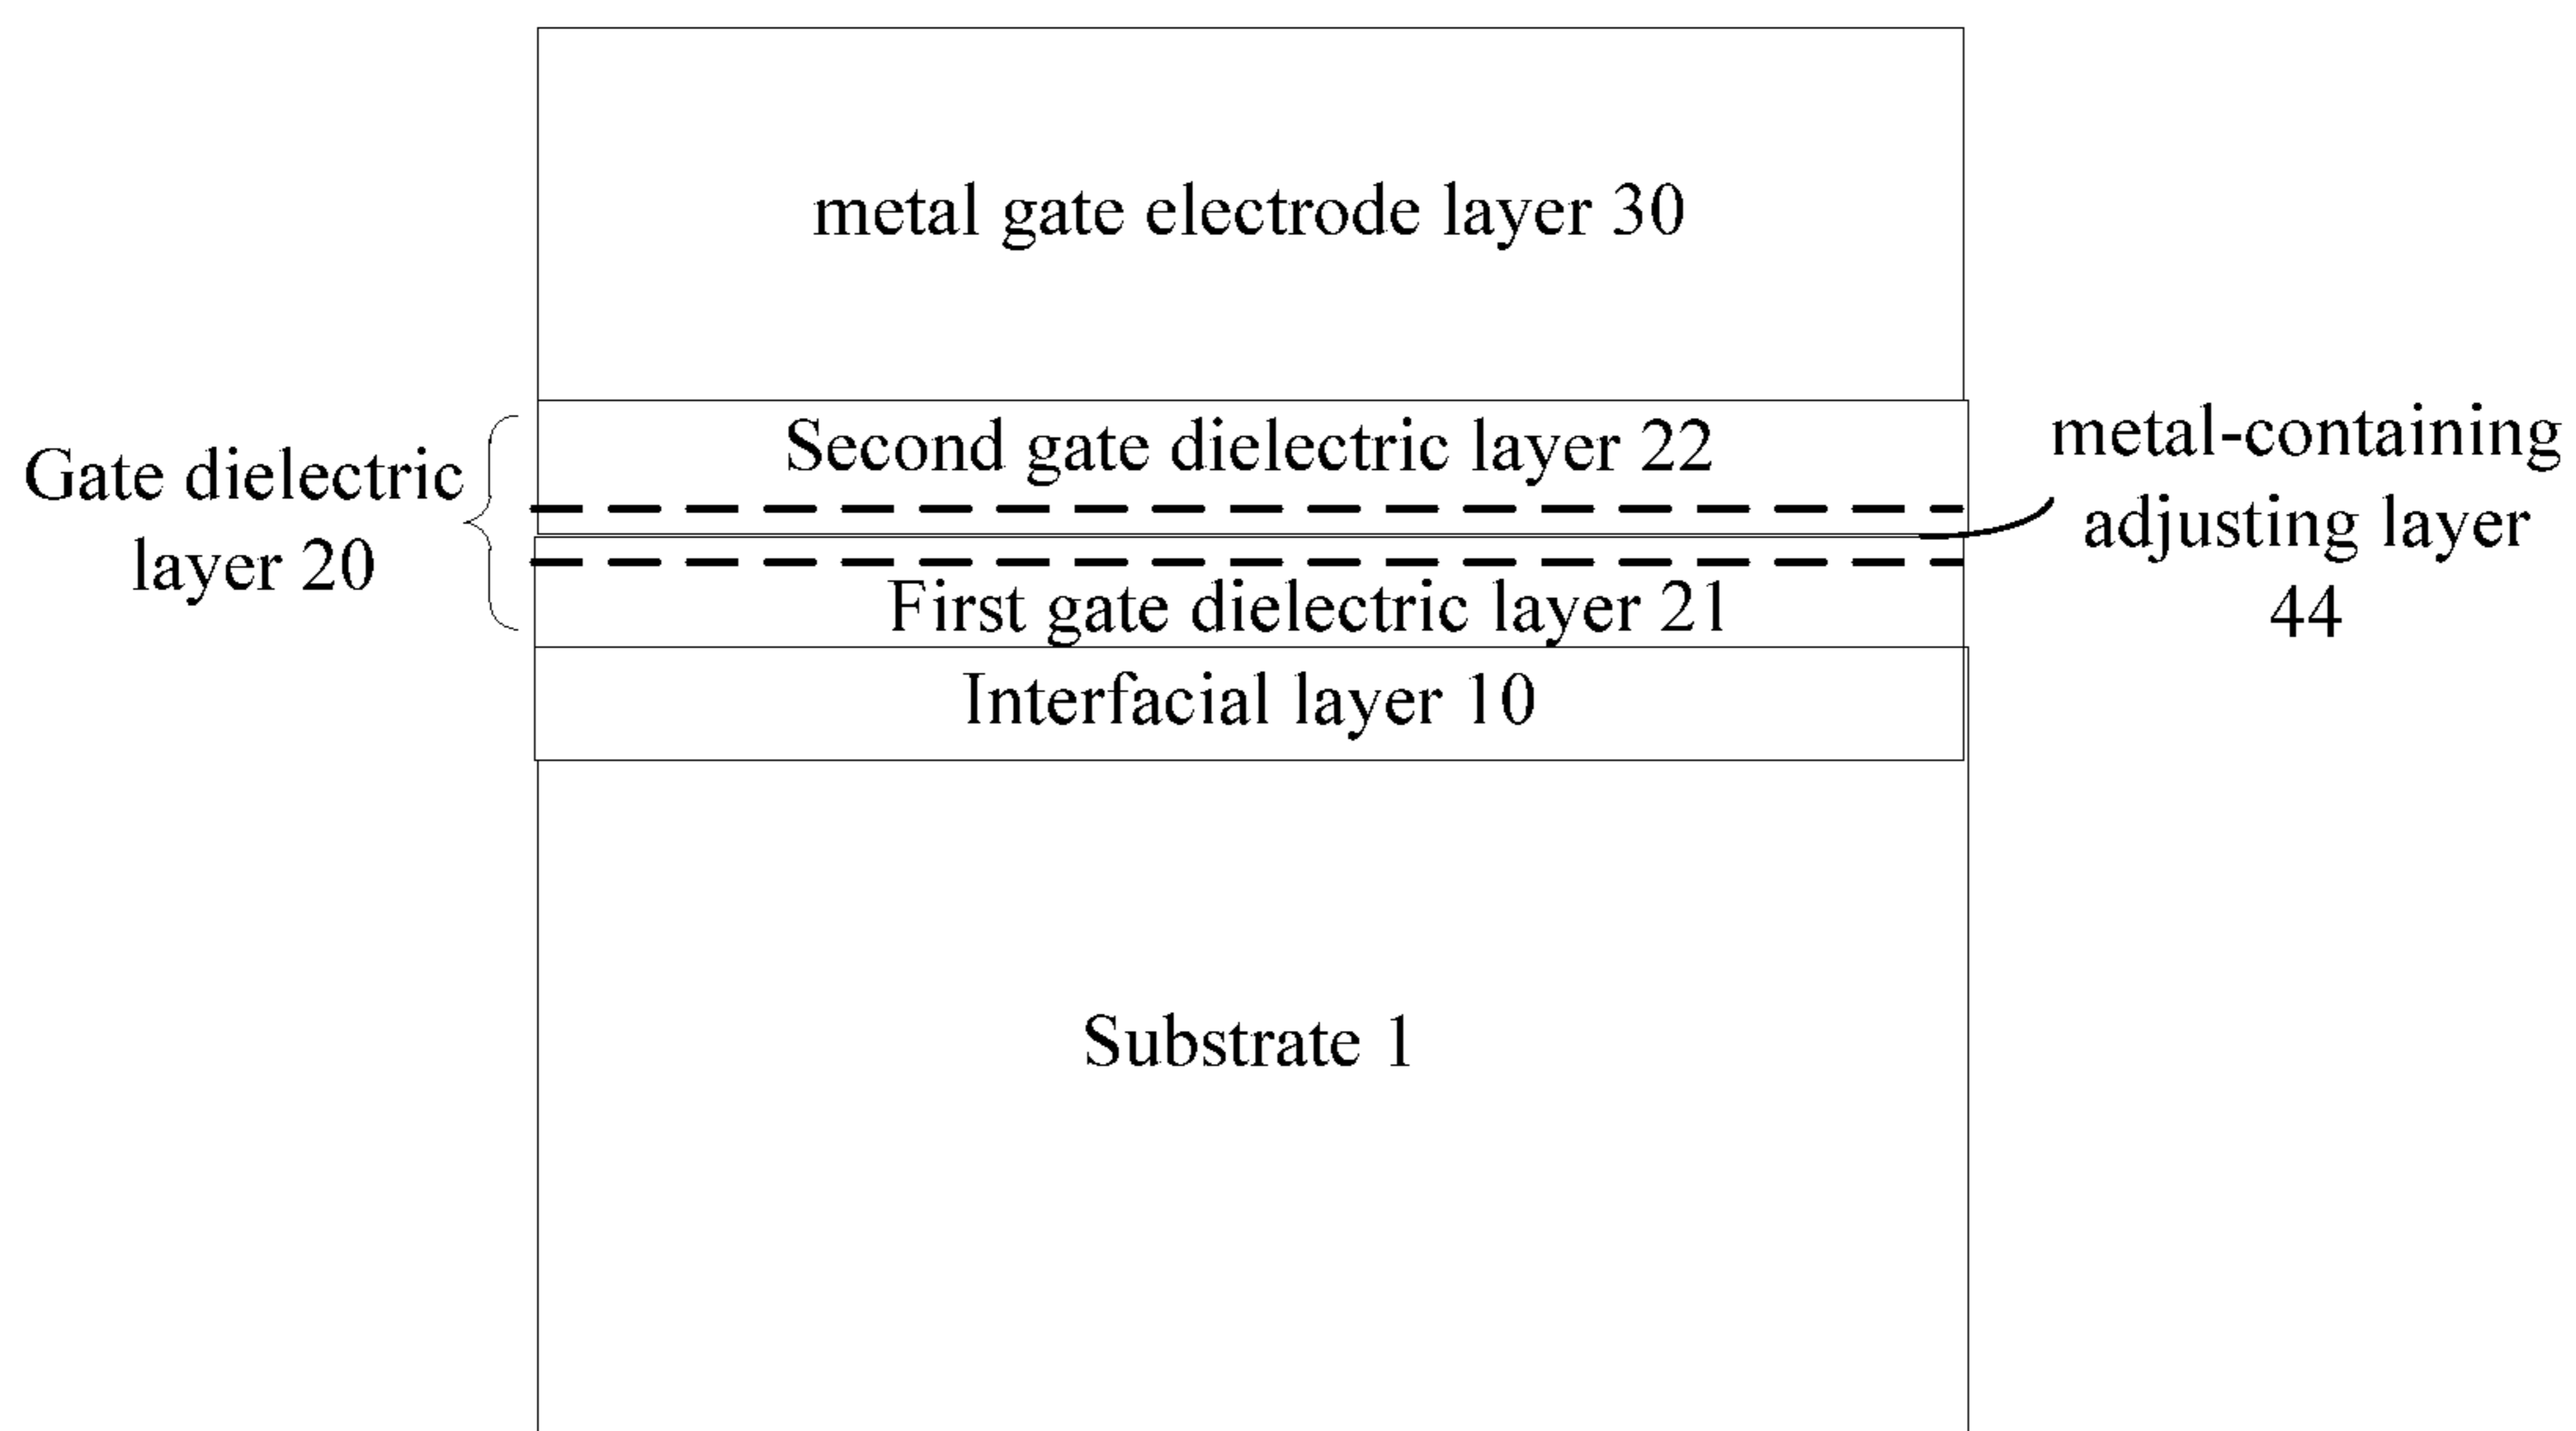 metal gate electrode layer 30
Second gate dielectric layer 22
metal-containing
adjusting layer
44
Gate dielectric
layer 20
First gate dielectric layer 21
Interfacial layer 10
Substrate 1